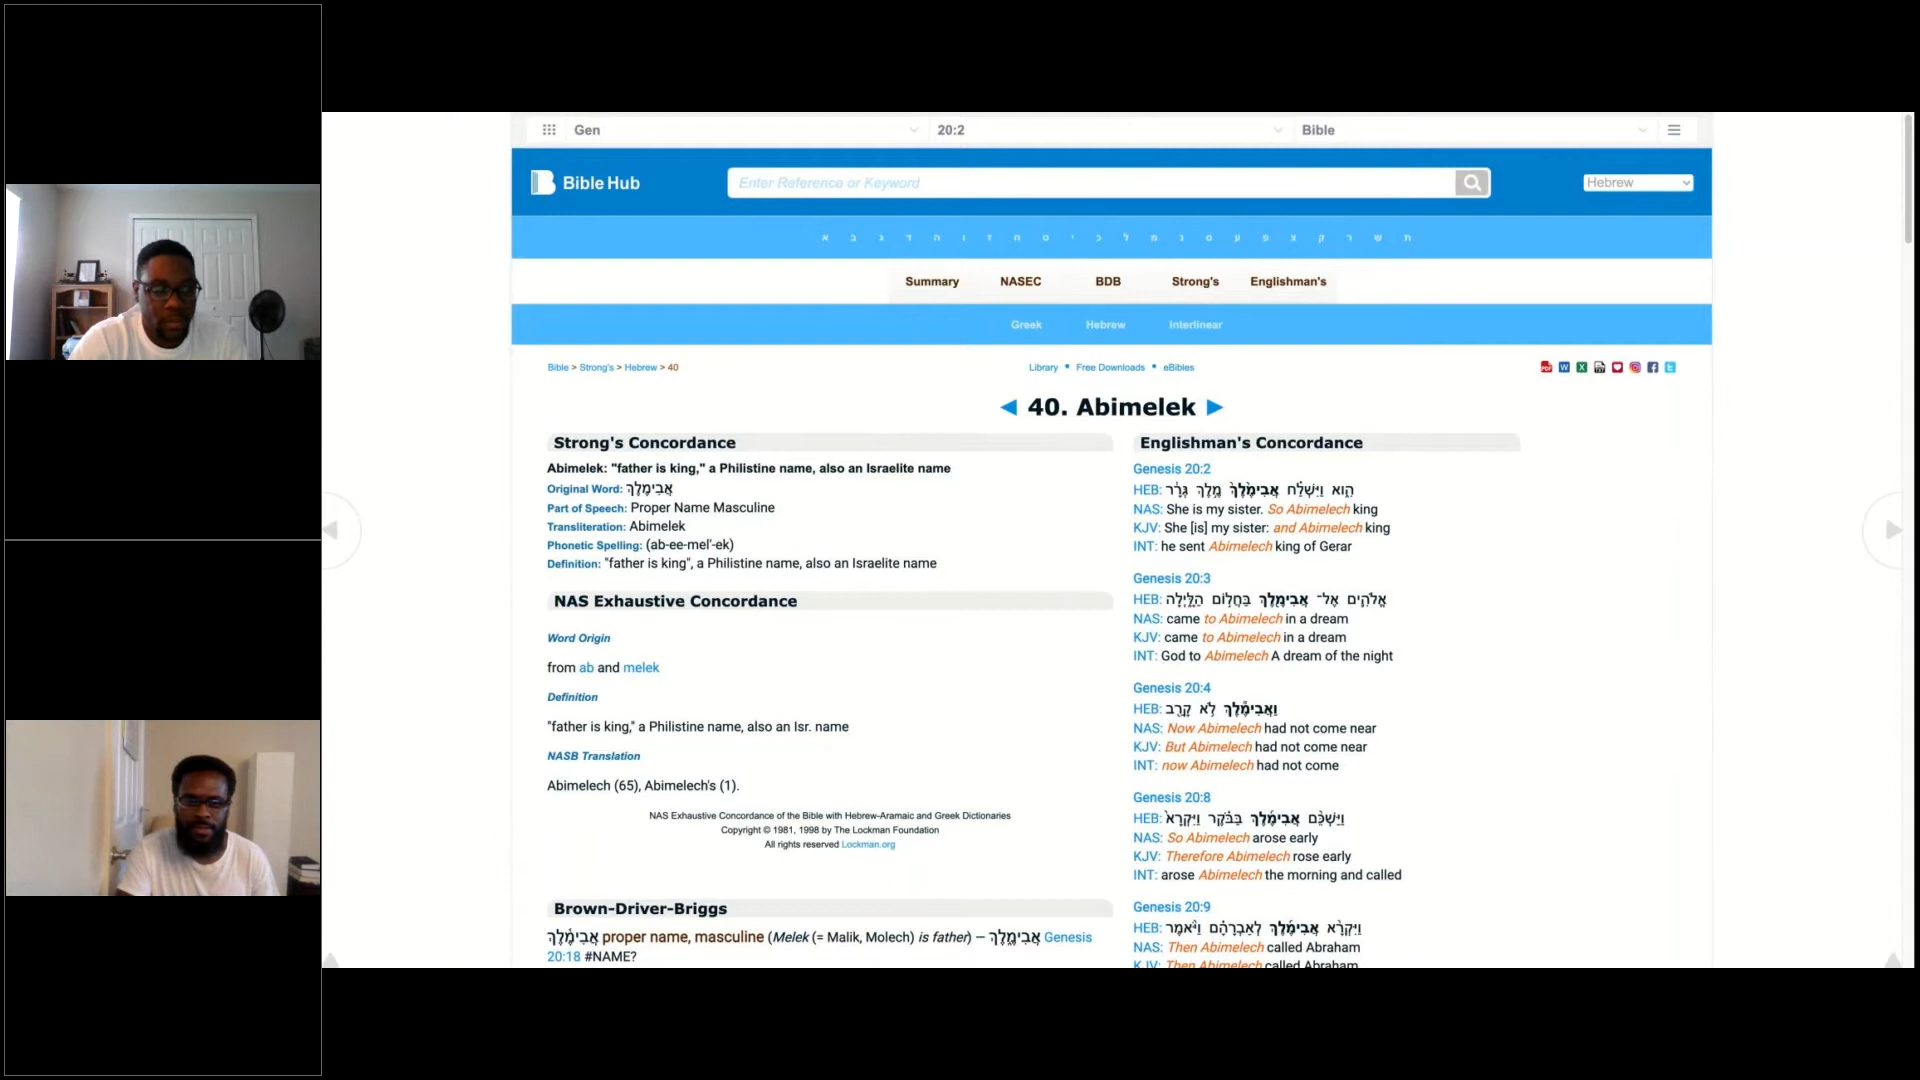 Gen 20:2 Bible
Bible Hub Enter Reference or Keyword Hebrew
א ב ג ד ה ו ז ח ט י כ ל מ נ ס ע פ צ ק ר ש ת
Summary NASEC BDB Strong's Englishman's
Greek Hebrew Interlinear
Bible > Strong's > Hebrew > 40 Library • Free Downloads • eBibles
◄ 40. Abimelek ►
Strong's Concordance
Abimelek: "father is king," a Philistine name, also an Israelite name
Original Word: אֲבִימֶלֶךְ
Part of Speech: Proper Name Masculine
Transliteration: Abimelek
Phonetic Spelling: (ab-ee-mel'-ek)
Definition: "father is king", a Philistine name, also an Israelite name
NAS Exhaustive Concordance
Word Origin
from ab and melek
Definition
"father is king," a Philistine name, also an Isr. name
NASB Translation
Abimelech (65), Abimelech's (1).
NAS Exhaustive Concordance of the Bible with Hebrew-Aramaic and Greek Dictionaries
Copyright © 1981, 1998 by The Lockman Foundation
All rights reserved Lockman.org
Brown-Driver-Briggs
אֲבִימֶ֫לֶךְ proper name, masculine (Melek (= Malik, Molech) is father) — אֲבִימֶ֑לֶךְ Genesis
20:18 #NAME?
Englishman's Concordance
Genesis 20:2
HEB: הִ֑וא וַיִּשְׁלַ֗ח אֲבִימֶ֙לֶךְ֙ מֶ֣לֶךְ גְּרָ֔ר
NAS: She is my sister. So Abimelech king
KJV: She [is] my sister: and Abimelech king
INT: he sent Abimelech king of Gerar
Genesis 20:3
HEB: אֱלֹהִ֛ים אֶל־ אֲבִימֶ֖לֶךְ בַּחֲל֣וֹם הַלָּ֑יְלָה
NAS: came to Abimelech in a dream
KJV: came to Abimelech in a dream
INT: God to Abimelech A dream of the night
Genesis 20:4
HEB: וַאֲבִימֶ֕לֶךְ לֹ֥א קָרַ֖ב
NAS: Now Abimelech had not come near
KJV: But Abimelech had not come near
INT: now Abimelech had not come
Genesis 20:8
HEB: וַיַּשְׁכֵּ֨ם אֲבִימֶ֜לֶךְ בַּבֹּ֗קֶר וַיִּקְרָא֙
NAS: So Abimelech arose early
KJV: Therefore Abimelech rose early
INT: arose Abimelech the morning and called
Genesis 20:9
HEB: וַיִּקְרָ֨א אֲבִימֶ֜לֶךְ לְאַבְרָהָ֗ם וַיֹּ֨אמֶר
NAS: Then Abimelech called Abraham
KJV: Then Abimelech called Abraham